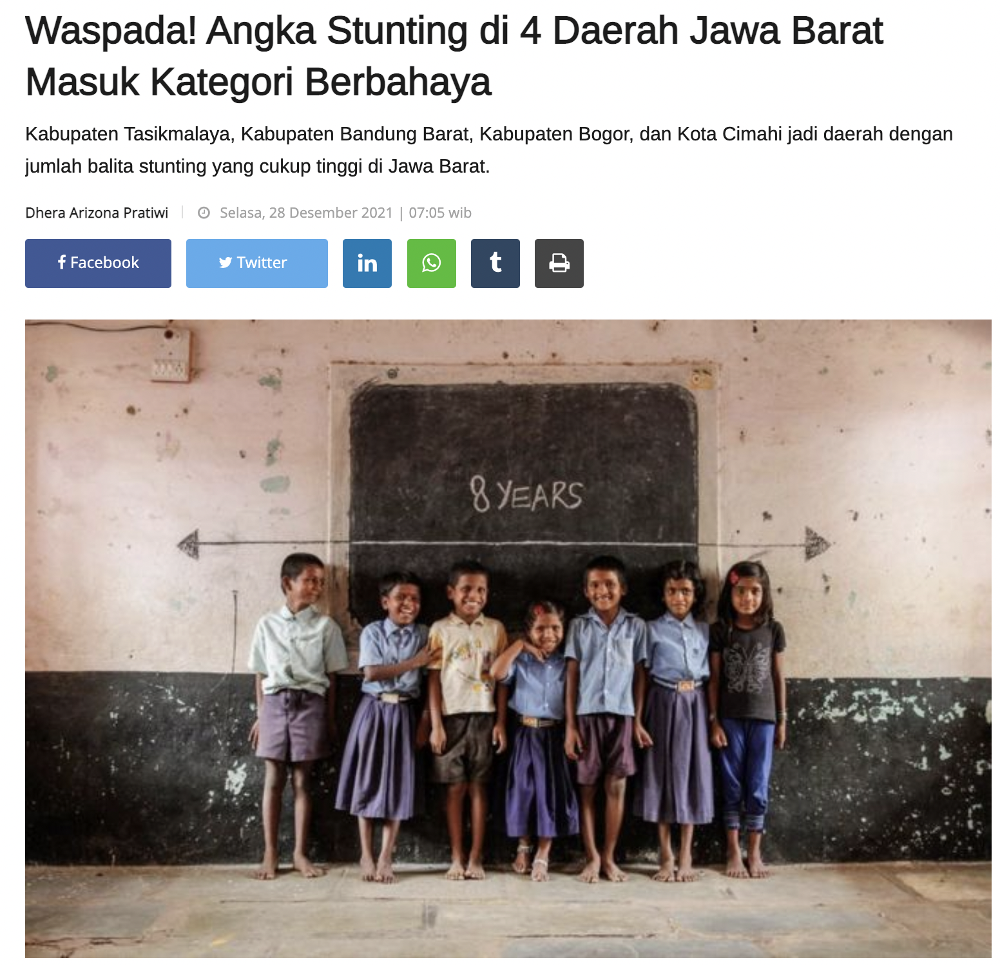 Waspada! Angka Stunting di 4 Daerah Jawa Barat
Masuk Kategori Berbahaya
Kabupaten Tasikmalaya, Kabupaten Bandung Barat, Kabupaten Bogor, dan Kota Cimahi jadi daerah dengan
jumlah balita stunting yang cukup tinggi di Jawa Barat.
Dhera Arizona Pratiwi | Selasa, 28 Desember 2021 | 07:05 wib
Facebook Twitter in t
8 YEARS